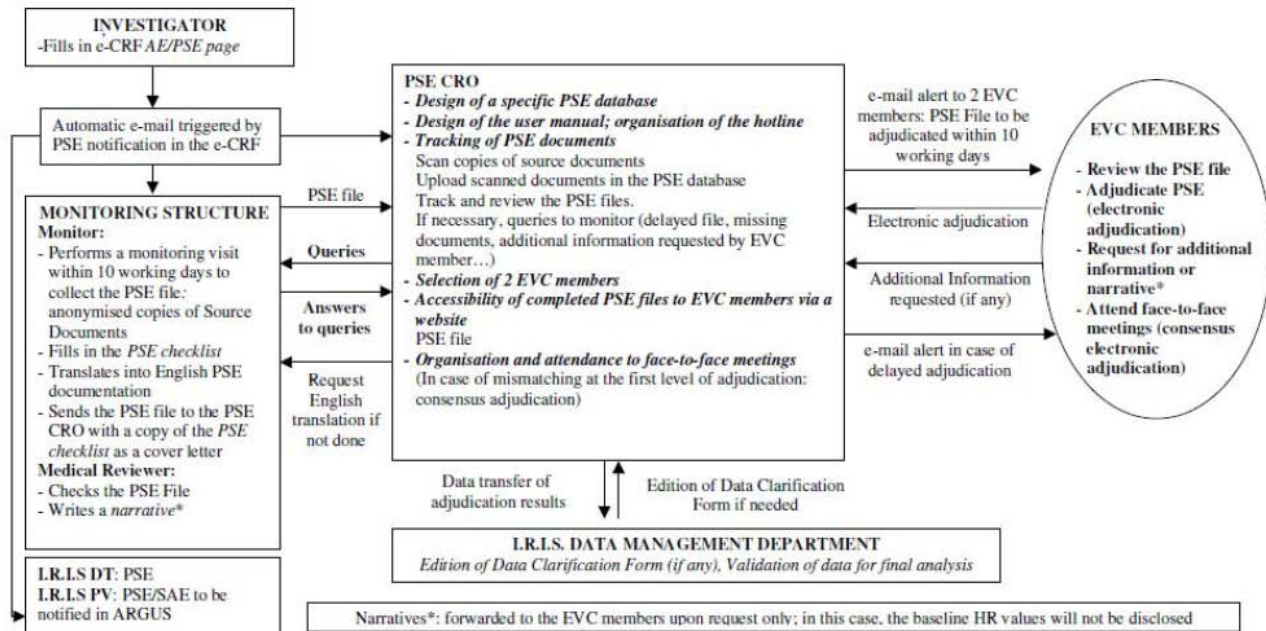 INVESTIGATOR
-Fills in e-CRF AE/PSE page
Automatic e-mail triggered by
PSE notification in the e-CRF
MONITORING STRUCTURE
Monitor:
- Performs a monitoring visit
within 10 working days to
collect the PSE file:
anonymised copies of Source
Documents
- Fills in the PSE checklist
- Translates into English PSE
documentation
- Sends the PSE file to the PSE
CRO with a copy of the PSE
checklist as a cover letter
Medical Reviewer:
- Checks the PSE File
- Writes a narrative*
I.R.I.S DT: PSE
I.R.I.S PV: PSE/SAE to be
notified in ARGUS
PSE file
Queries
Answers
to queries
Request
English
translation if
not done
PSE CRO
- Design of a specific PSE database
- Design of the user manual; organisation of the hotline
- Tracking of PSE documents
Scan copies of source documents
Upload scanned documents in the PSE database
Track and review the PSE files.
If necessary, queries to monitor (delayed file, missing
documents, additional information requested by EVC
member…)
- Selection of 2 EVC members
- Accessibility of completed PSE files to EVC members via a
website
PSE file
- Organisation and attendance to face-to-face meetings
(In case of mismatching at the first level of adjudication:
consensus adjudication)
e-mail alert to 2 EVC
members: PSE File to be
adjudicated within 10
working days
Electronic adjudication
Additional Information
requested (if any)
e-mail alert in case of
delayed adjudication
EVC MEMBERS
- Review the PSE file
- Adjudicate PSE
(electronic
adjudication)
- Request for additional
information or
narrative*
- Attend face-to-face
meetings (consensus
electronic
adjudication)
Data transfer of
adjudication results
Edition of Data Clarification
Form if needed
I.R.I.S. DATA MANAGEMENT DEPARTMENT
Edition of Data Clarification Form (if any), Validation of data for final analysis
Narratives*: forwarded to the EVC members upon request only; in this case, the baseline HR values will not be disclosed